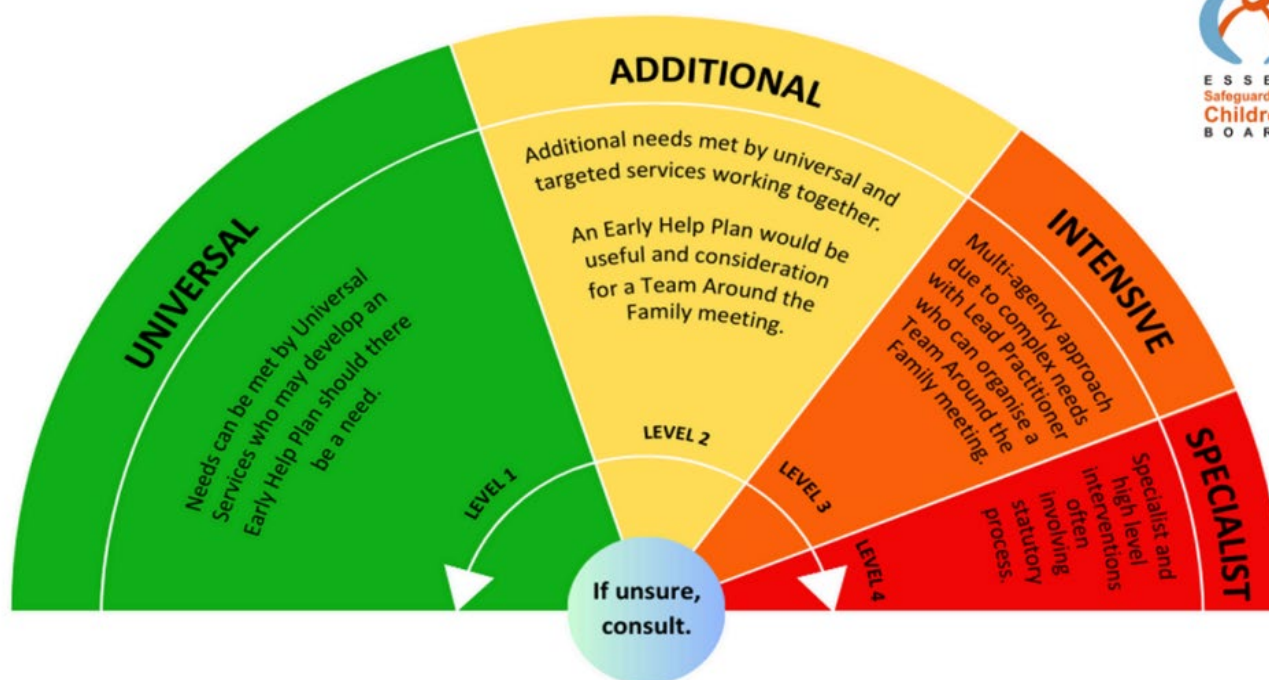 UNIVERSAL
Needs can be met by Universal
Services who may develop an
Early Help Plan should there
be a need.
LEVEL 1
ADDITIONAL
Additional needs met by universal and
targeted services working together.
An Early Help Plan would be
useful and consideration
for a Team Around the
Family meeting.
LEVEL 2
INTENSIVE
Multi-agency approach
due to complex needs
with Lead Practitioner
who can organise a
Team Around the
Family meeting.
LEVEL 3
SPECIALIST
Specialist and
high level
interventions
often
involving
statutory
process.
LEVEL 4
If unsure,
consult.